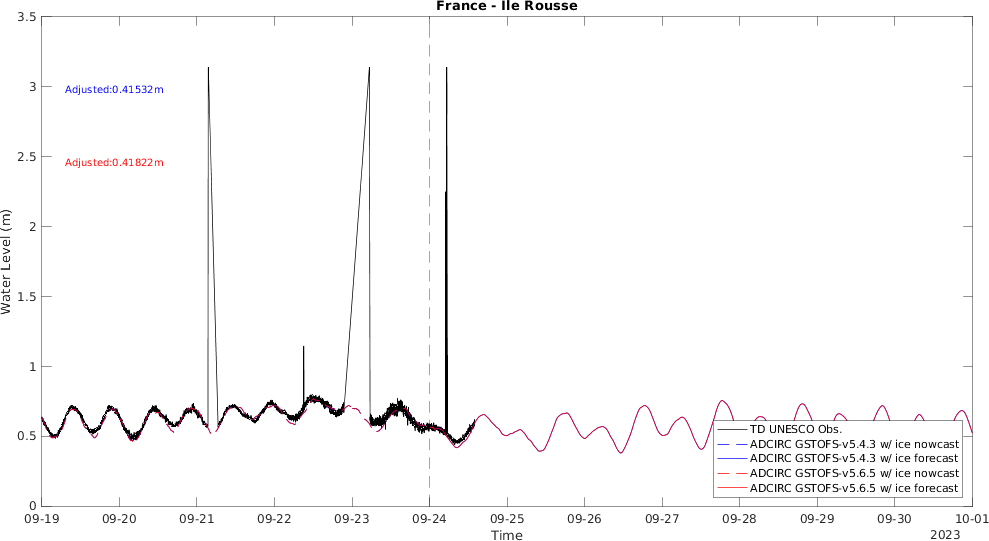 France - Ile Rousse
Water Level (m)
3.5
3
2.5
2
1.5
1
0.5
0
Adjusted:0.41532m
Adjusted:0.41822m
TD UNESCO Obs.
ADCIRC GSTOFS-v5.4.3 w/ ice nowcast
ADCIRC GSTOFS-v5.4.3 w/ ice forecast
ADCIRC GSTOFS-v5.6.5 w/ ice nowcast
ADCIRC GSTOFS-v5.6.5 w/ ice forecast
09-19 09-20 09-21 09-22 09-23 09-24 09-25 09-26 09-27 09-28 09-29 09-30 10-01
Time
2023